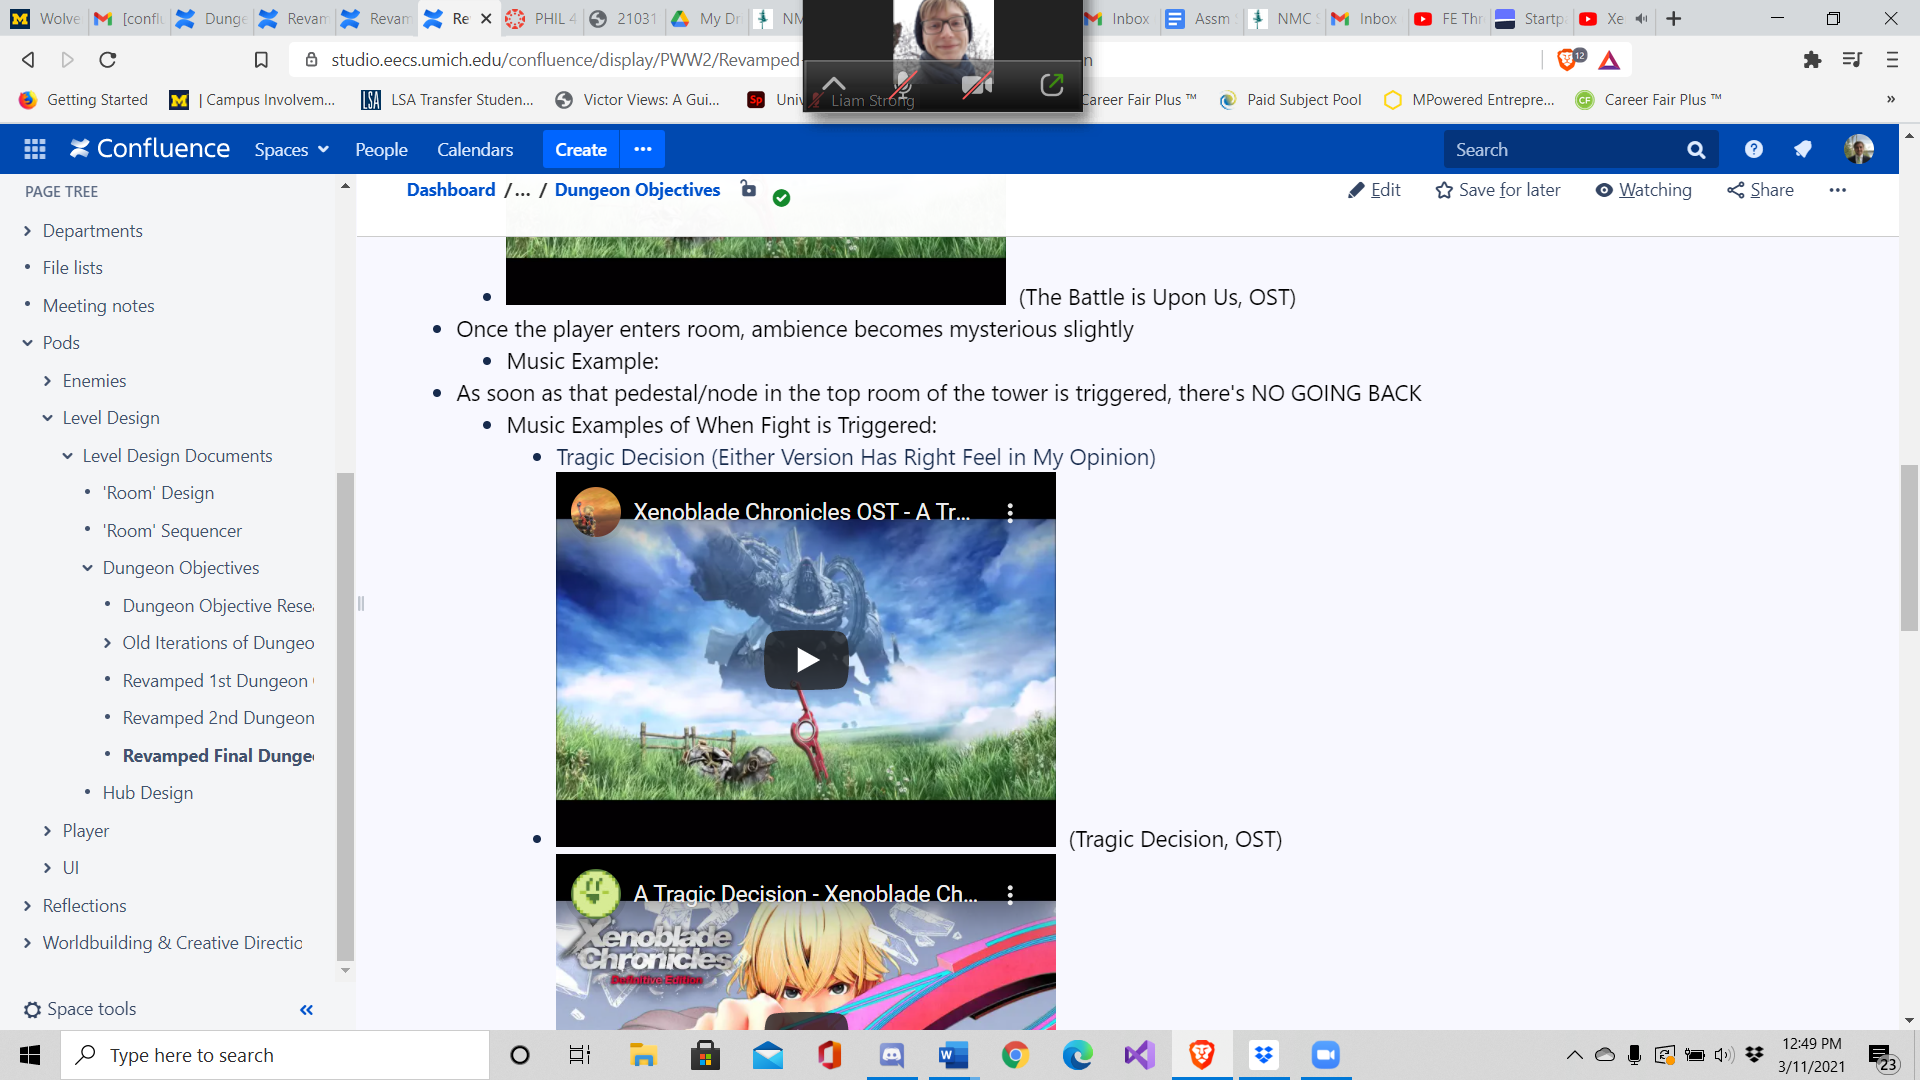 Wolve
[conflu
Dunge
Revam
Revam
Re
PHIL 4
21031
My Dr
NM
Inbox
Assm
NMC S
Inbox
FE Thr
Startp
Xe
studio.eecs.umich.edu/confluence/display/PWW2/Revamped-
n
12
Getting Started
| Campus Involvem...
LSA Transfer Studen...
Victor Views: A Gui...
Univ
Liam Strong
Career Fair Plus ™
Paid Subject Pool
MPowered Entrepre...
Career Fair Plus ™
»
Confluence
Spaces
People
Calendars
Create
Search
PAGE TREE
Departments
File lists
Meeting notes
Pods
Enemies
Level Design
Level Design Documents
'Room' Design
'Room' Sequencer
Dungeon Objectives
Dungeon Objective Rese
Old Iterations of Dungeo
Revamped 1st Dungeon
Revamped 2nd Dungeon
Revamped Final Dunge
Hub Design
Player
UI
Reflections
Worldbuilding & Creative Directio
Space tools
Dashboard /... / Dungeon Objectives
Edit
Save for later
Watching
Share
(The Battle is Upon Us, OST)
Once the player enters room, ambience becomes mysterious slightly
Music Example:
As soon as that pedestal/node in the top room of the tower is triggered, there's NO GOING BACK
Music Examples of When Fight is Triggered:
Tragic Decision (Either Version Has Right Feel in My Opinion)
Xenoblade Chronicles OST - A Tr...
(Tragic Decision, OST)
A Tragic Decision - Xenoblade Ch...
Xenoblade
Chronicles
Definitive Edition
Type here to search
12:49 PM
3/11/2021
23